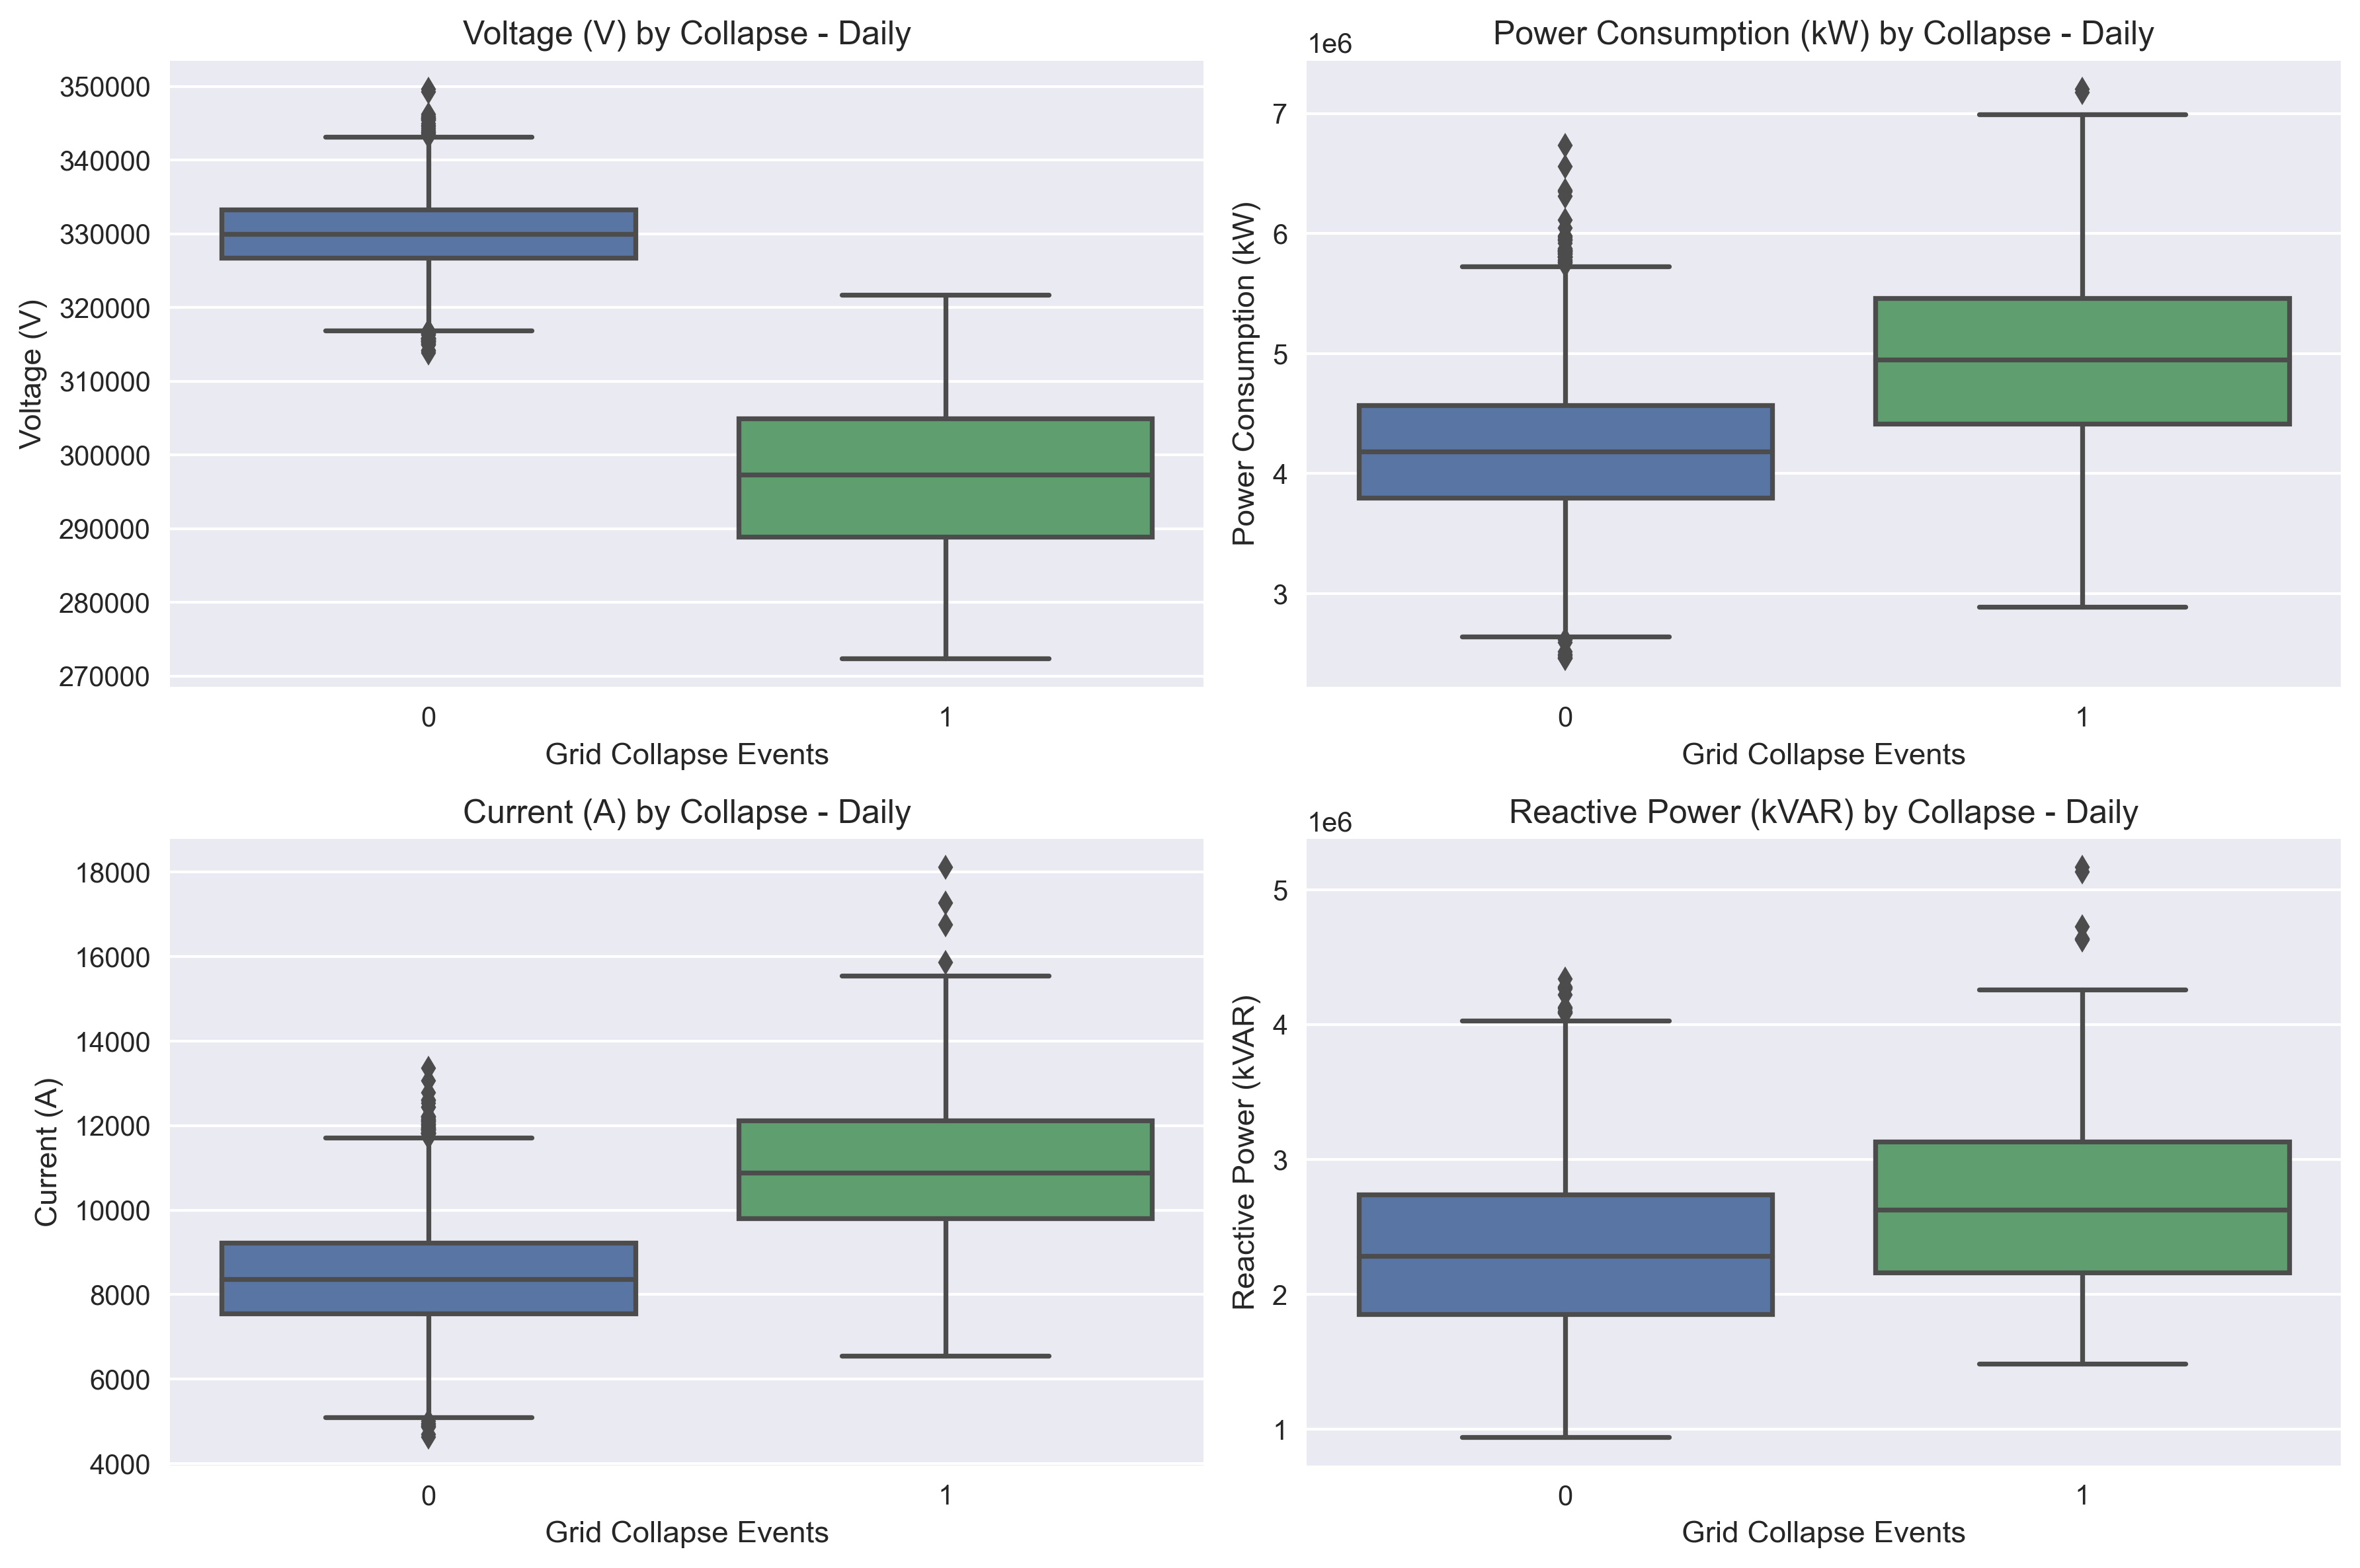 Voltage (V) by Collapse - Daily
350000
340000
330000
320000
310000
300000
290000
280000
270000
Voltage (V)
0
1
Grid Collapse Events
Power Consumption (kW) by Collapse - Daily
1e6
7
6
5
4
3
Power Consumption (kW)
0
1
Grid Collapse Events
Current (A) by Collapse - Daily
18000
16000
14000
12000
10000
8000
6000
4000
Current (A)
0
1
Grid Collapse Events
Reactive Power (kVAR) by Collapse - Daily
1e6
5
4
3
2
1
Reactive Power (kVAR)
0
1
Grid Collapse Events